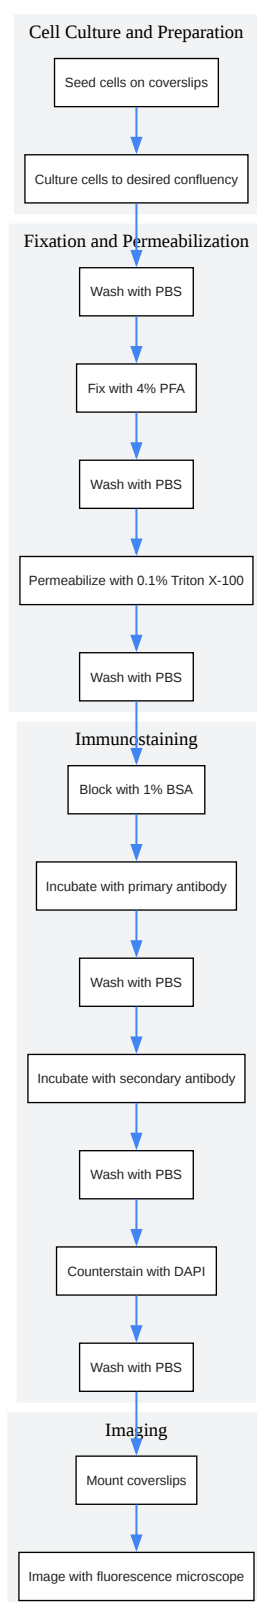 Cell Culture and Preparation
Seed cells on coverslips
Culture cells to desired confluency
Fixation and Permeabilization
Wash with PBS
Fix with 4% PFA
Wash with PBS
Permeabilize with 0.1% Triton X-100
Wash with PBS
Immunostaining
Block with 1% BSA
Incubate with primary antibody
Wash with PBS
Incubate with secondary antibody
Wash with PBS
Counterstain with DAPI
Wash with PBS
Imaging
Mount coverslips
Image with fluorescence microscope